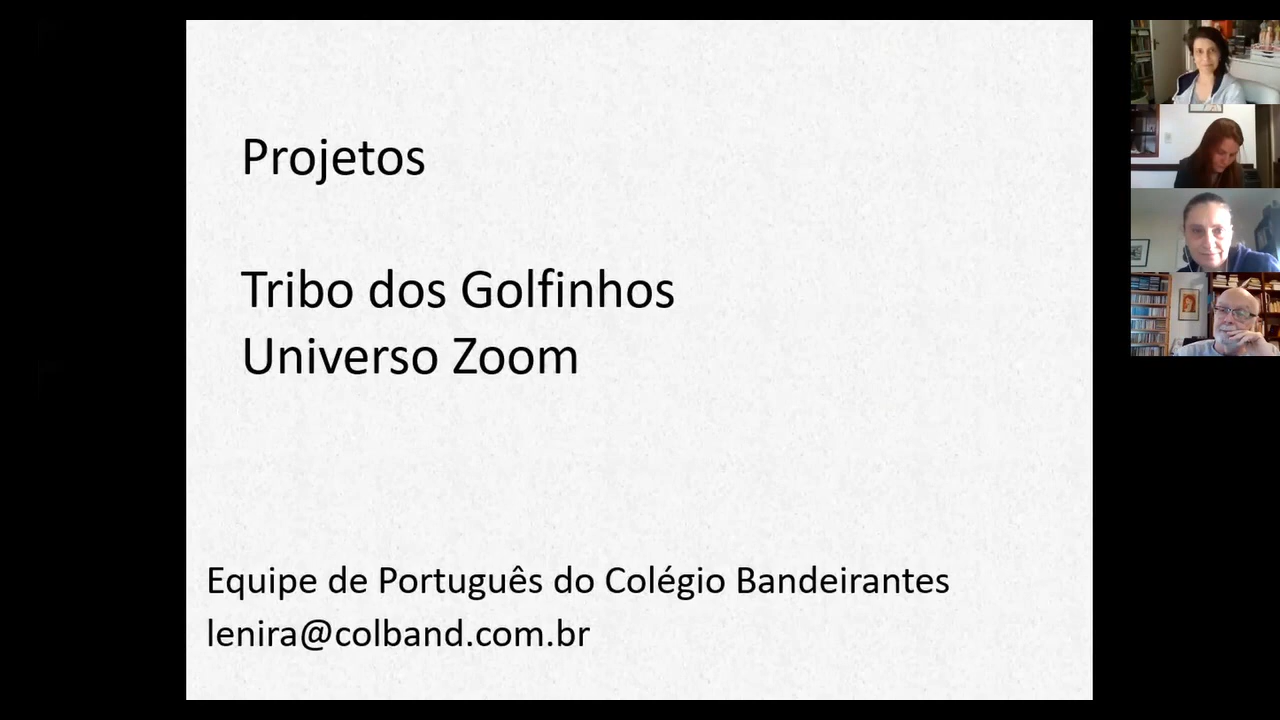 Projetos
Tribo dos Golfinhos
Universo Zoom
Equipe de Português do Colégio Bandeirantes
lenira@colband.com.br